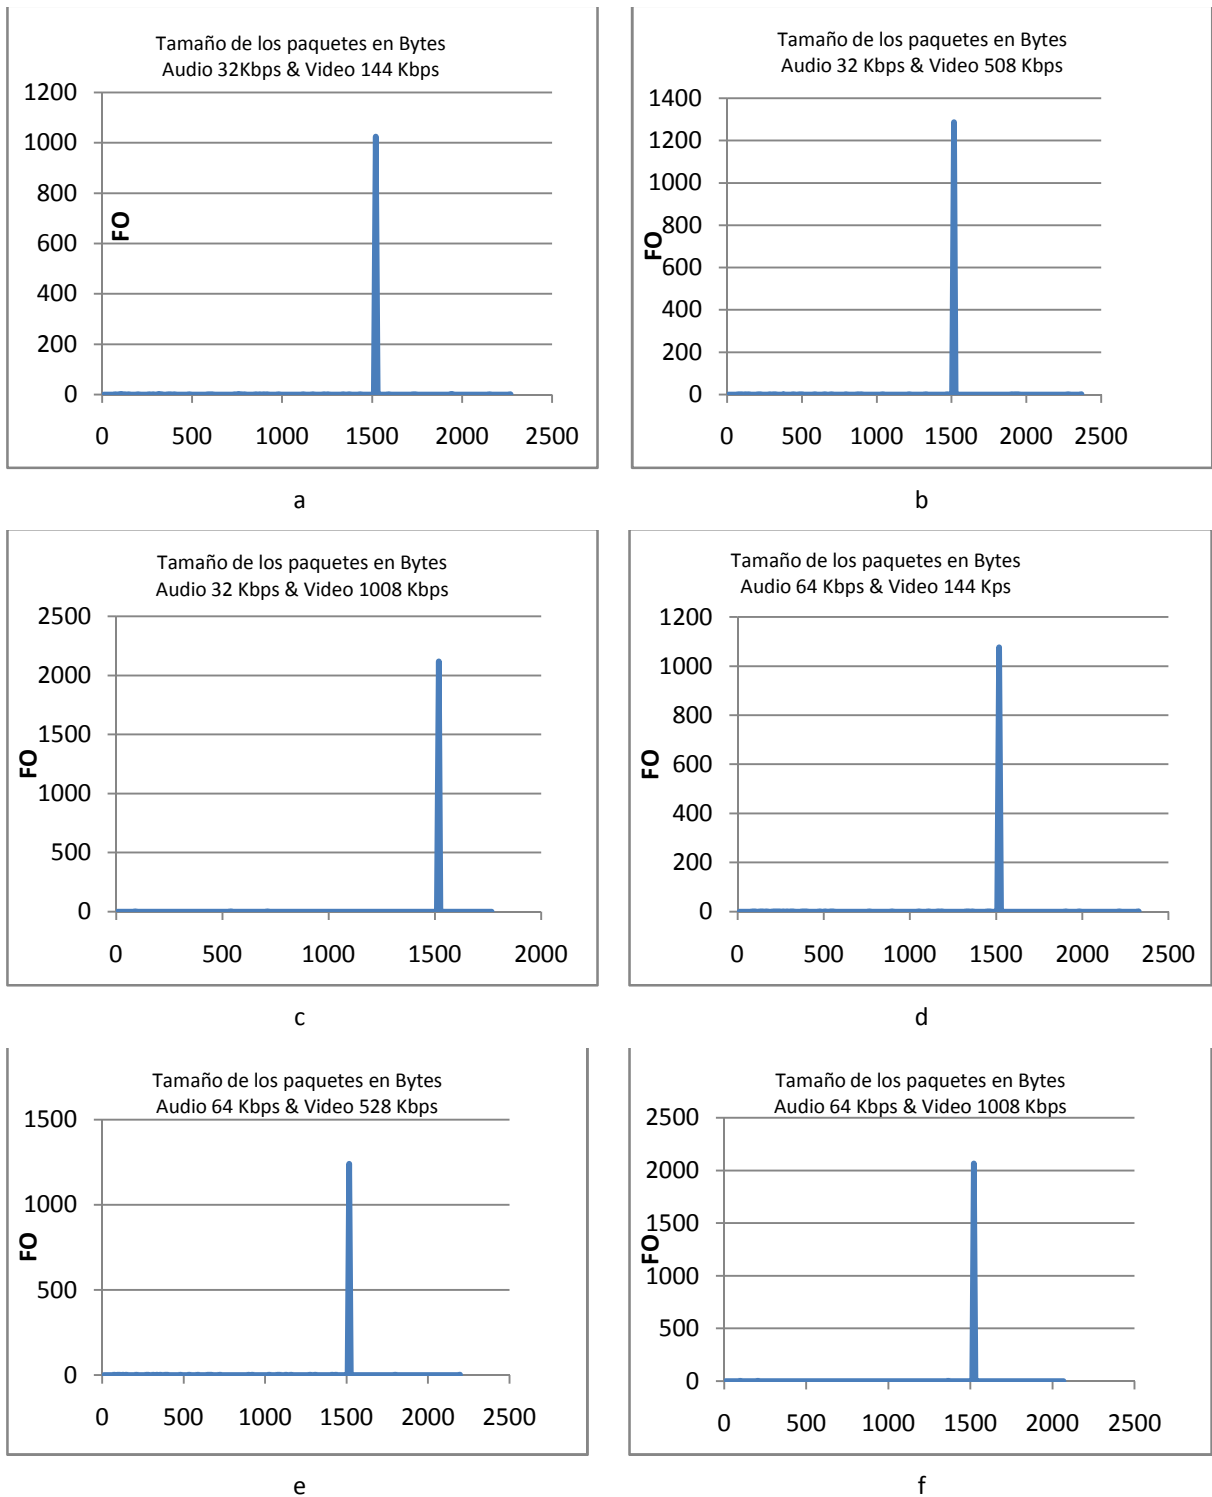 Tamaño de los paquetes en Bytes
Audio 32Kbps & Video 144 Kbps
1200
1000
800
600
400
200
0
FO
0 500 1000 1500 2000 2500
a
Tamaño de los paquetes en Bytes
Audio 32 Kbps & Video 508 Kbps
1400
1200
1000
800
600
400
200
0
FO
0 500 1000 1500 2000 2500
b
Tamaño de los paquetes en Bytes
Audio 32 Kbps & Video 1008 Kbps
2500
2000
1500
1000
500
0
FO
0 500 1000 1500 2000
c
Tamaño de los paquetes en Bytes
Audio 64 Kbps & Video 144 Kps
1200
1000
800
600
400
200
0
FO
0 500 1000 1500 2000 2500
d
Tamaño de los paquetes en Bytes
Audio 64 Kbps & Video 528 Kbps
1500
1000
500
0
FO
0 500 1000 1500 2000 2500
e
Tamaño de los paquetes en Bytes
Audio 64 Kbps & Video 1008 Kbps
2500
2000
1500
1000
500
0
FO
0 500 1000 1500 2000 2500
f